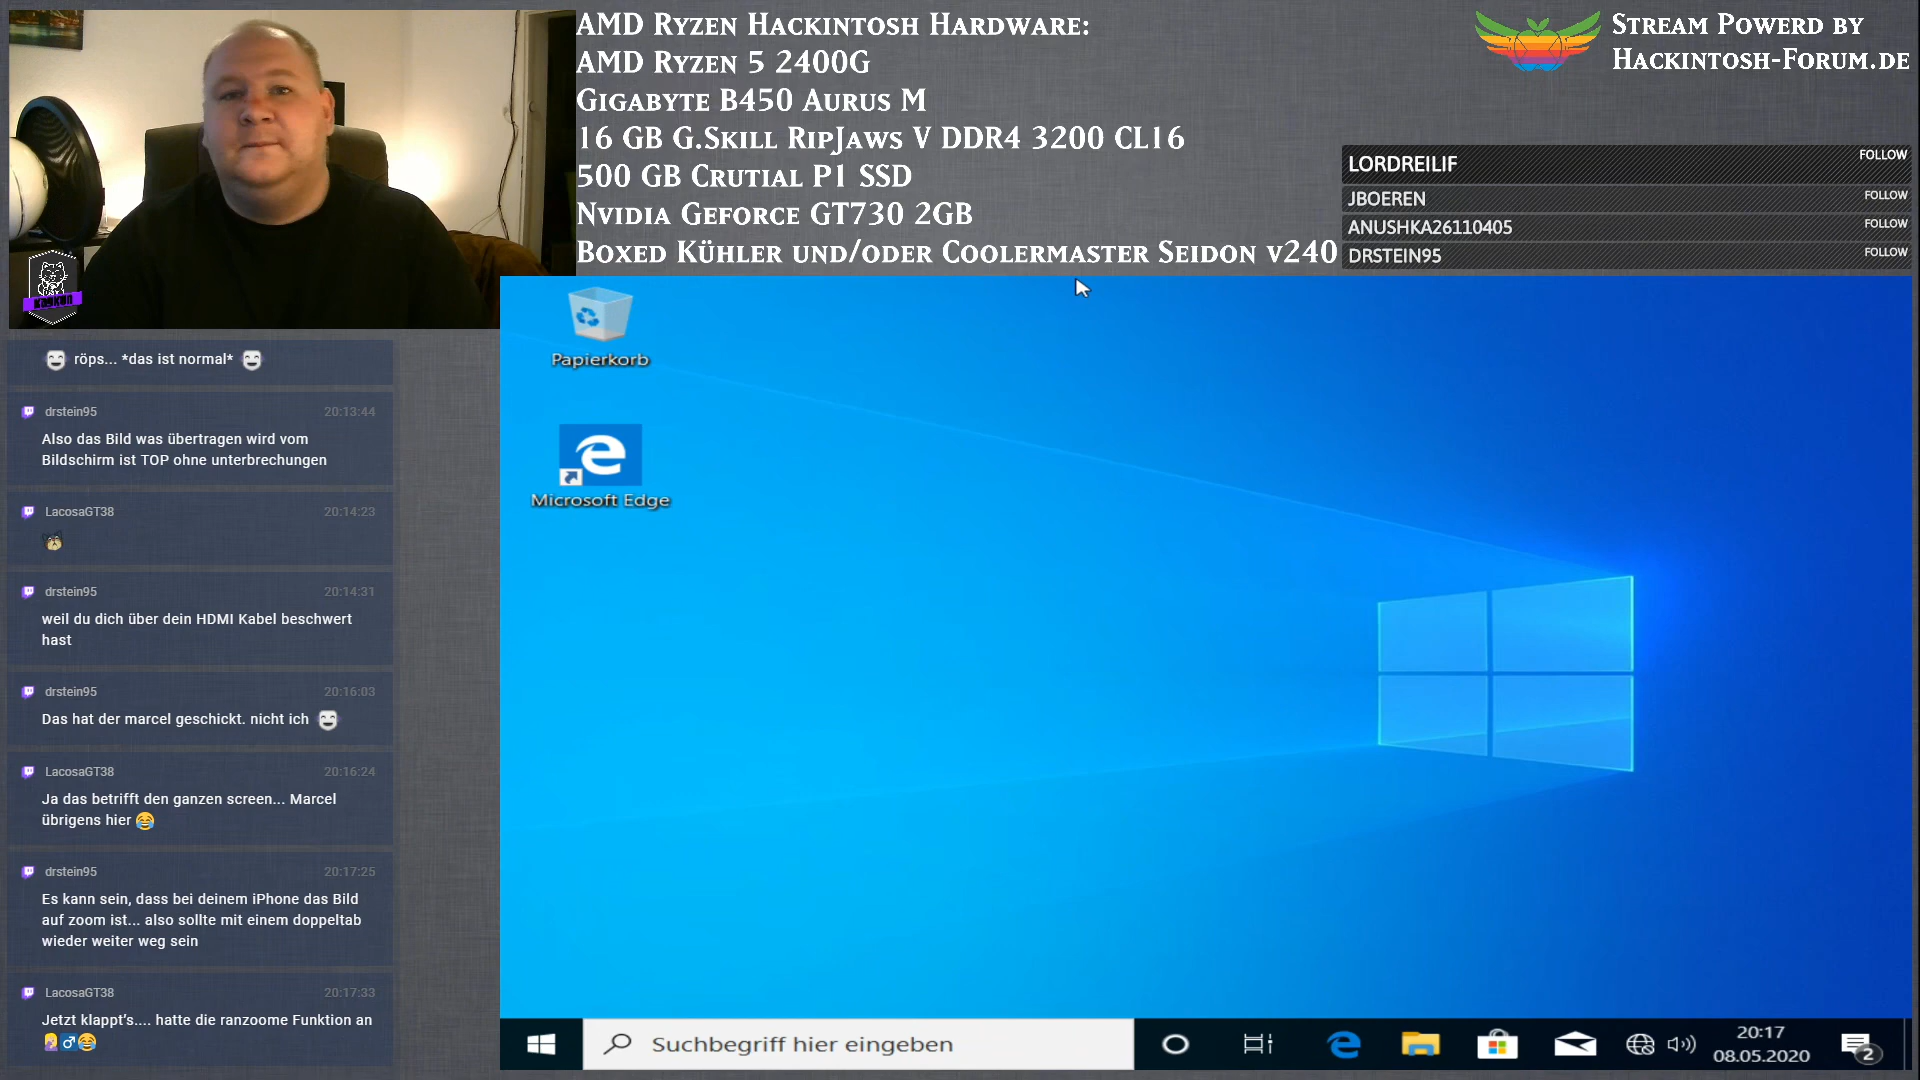 AMD Ryzen Hackintosh Hardware:
AMD Ryzen 5 2400G
Gigabyte B450 Aurus M
16 GB G.Skill RipJaws V DDR4 3200 CL16
500 GB Crutial P1 SSD
Nvidia Geforce GT730 2GB
Boxed Kühler und/oder Coolermaster Seidon v240
Stream Powerd by
Hackintosh-Forum.de
LORDREILIF FOLLOW
JBOEREN FOLLOW
ANUSHKA26110405 FOLLOW
DRSTEIN95 FOLLOW
röps... *das ist normal*
drstein95 20:13:44
Also das Bild was übertragen wird vom
Bildschirm ist TOP ohne unterbrechungen
LacosaGT38 20:14:23
drstein95 20:14:31
weil du dich über dein HDMI Kabel beschwert
hast
drstein95 20:16:03
Das hat der marcel geschickt. nicht ich
LacosaGT38 20:16:24
Ja das betrifft den ganzen screen... Marcel
übrigens hier 😂
drstein95 20:17:25
Es kann sein, dass bei deinem iPhone das Bild
auf zoom ist... also sollte mit einem doppeltab
wieder weiter weg sein
LacosaGT38 20:17:33
Jetzt klappt's.... hatte die ranzoome Funktion an
Papierkorb
Microsoft Edge
Suchbegriff hier eingeben
20:17
08.05.2020
2